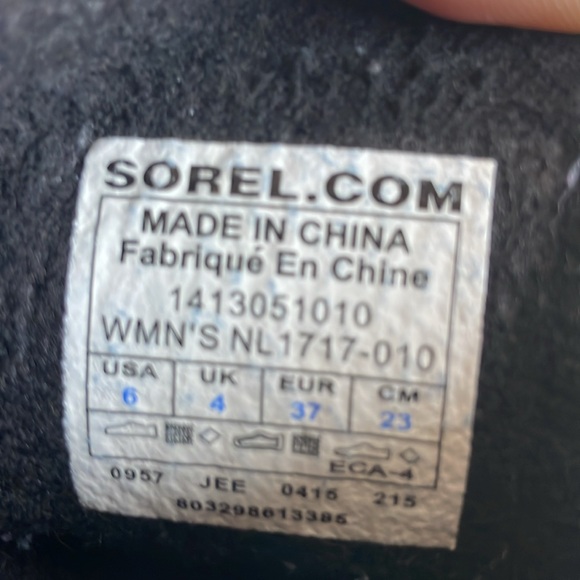 SOREL.COM
MADE IN CHINA
Fabriqué En Chine
1413051010
WMN'S NL1717-010
USA UK EUR CM
6 4 37 23
ECA-4
0957 JEE 0415 215
803298613385